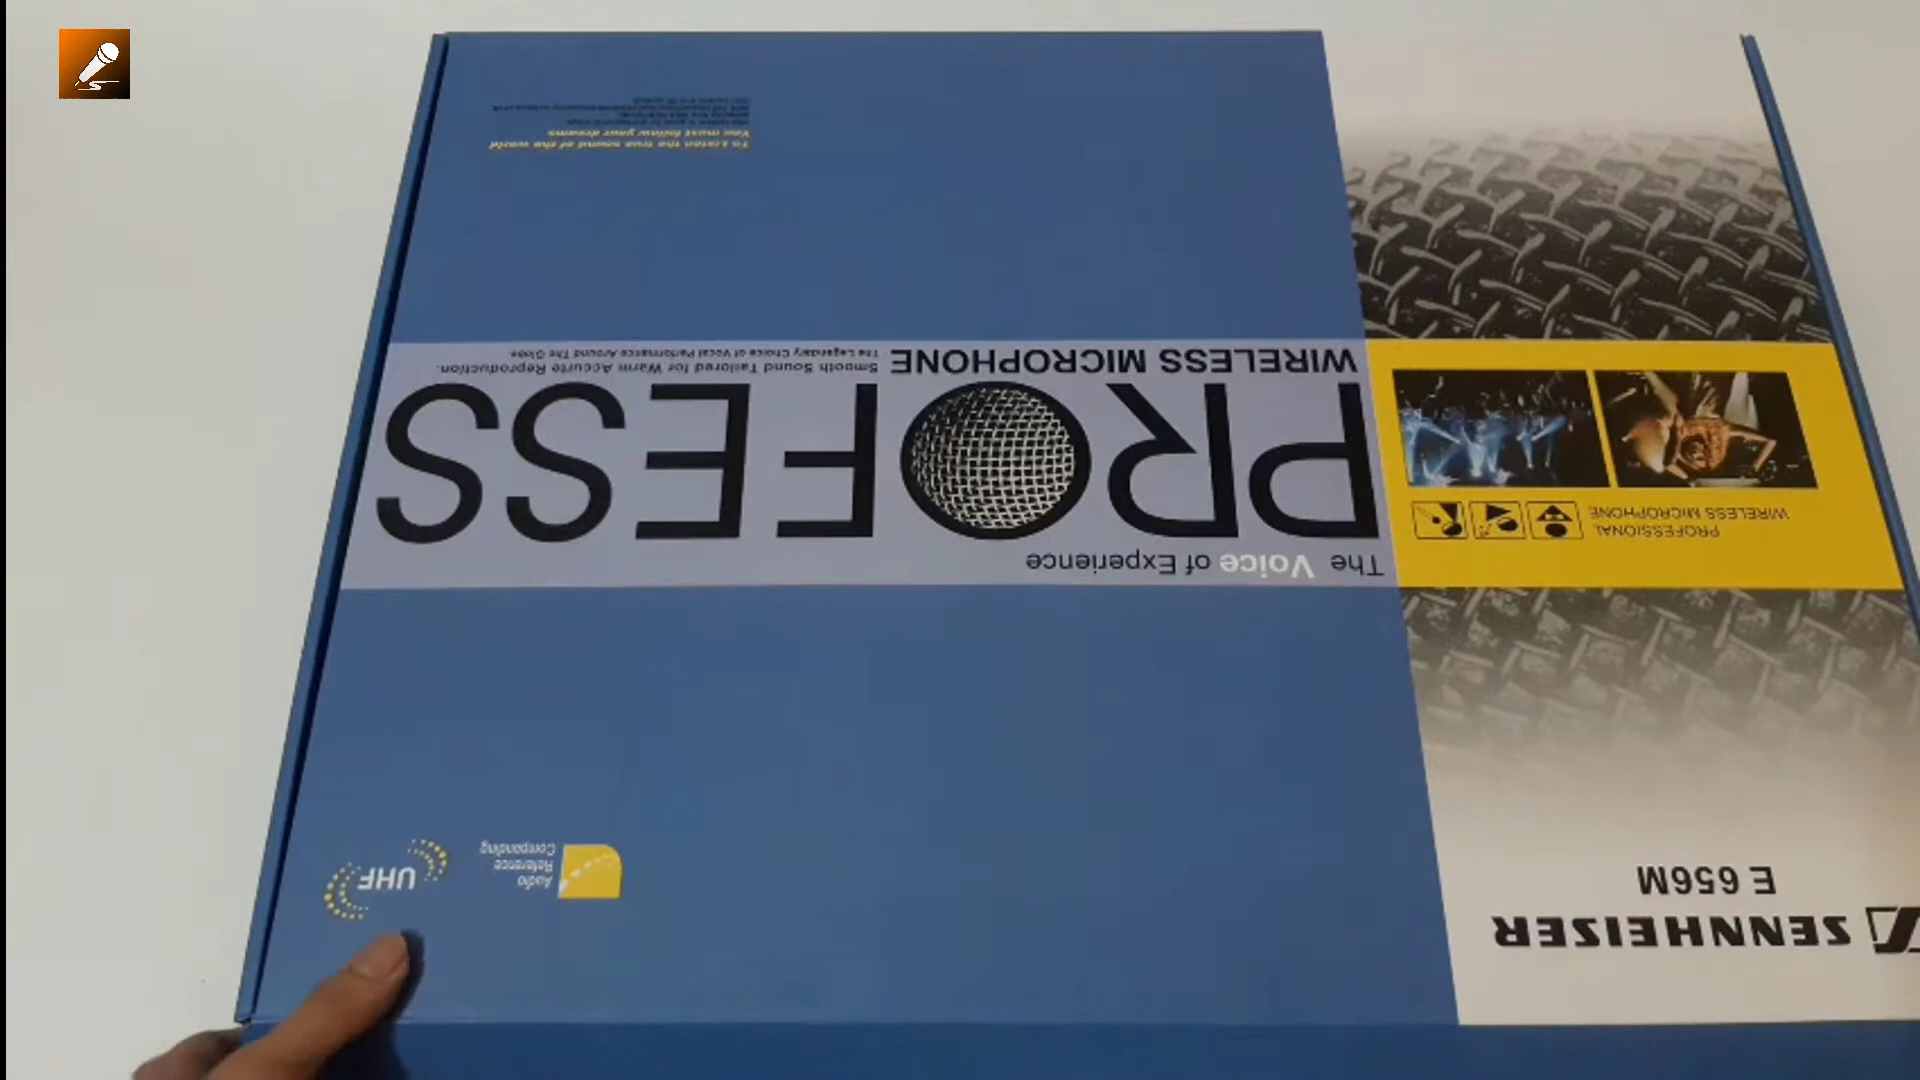 SENNHEISER
E 656M
PROFESSIONAL
WIRELESS MICROPHONE
The Voice of Experience
PROFESS
WIRELESS MICROPHONE
Smooth Sound Tailored for Warm Accurte Reproduction.
The Legendary Choice of Vocal Performance Around The Globe
Audio
Reference
Companding
UHF
To Listen the true sound of the world
You must follow your dreams